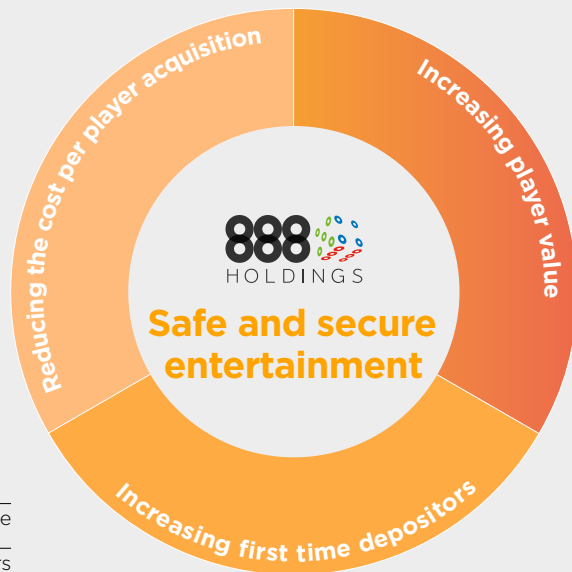 Reducing the cost per player acquisition
Increasing player value
888
HOLDINGS
Safe and secure
entertainment
Increasing first time depositors